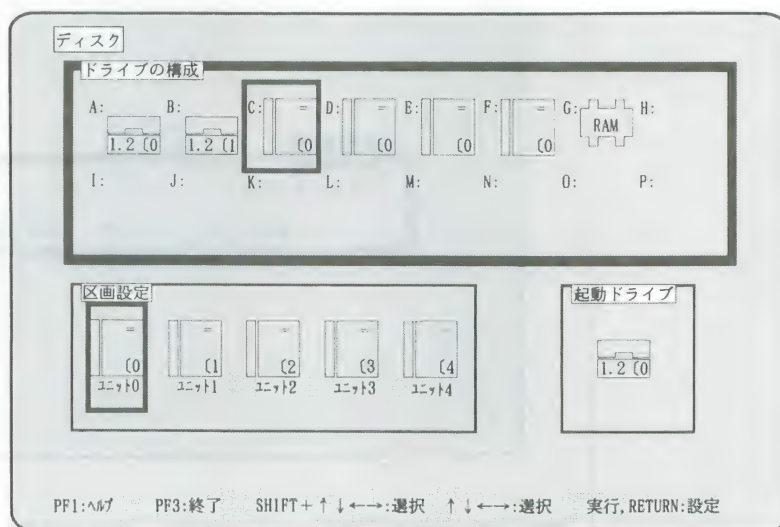 ディスク
ドライブの構成
A: B: C: D: E: F: G: H:
1.2 (0 1.2 (1 (0 (0 (0 (0 RAM
I: J: K: L: M: N: O: P:
区画設定
(0 (1 (2 (3 (4
ユニット0 ユニット1 ユニット2 ユニット3 ユニット4
起動ドライブ
1.2 (0
PF1:ヘルプ PF3:終了 SHIFT+↑↓←→:選択 ↑↓←→:選択 実行,RETURN:設定